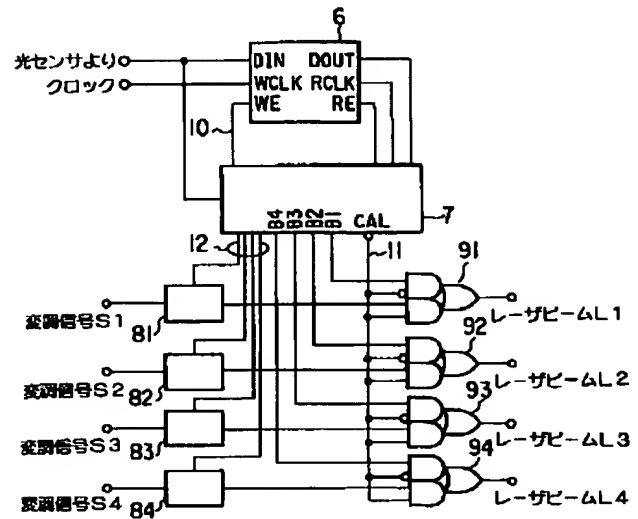 6
光センサより
DIN DOUT
クロック
WCLK RCLK
WE RE
10
7
B4 B3 B2 B1 CAL
12
11
91
変調信号S1
81
レーザビームL1
92
変調信号S2
82
レーザビームL2
93
変調信号S3
83
レーザビームL3
94
変調信号S4
84
レーザビームL4